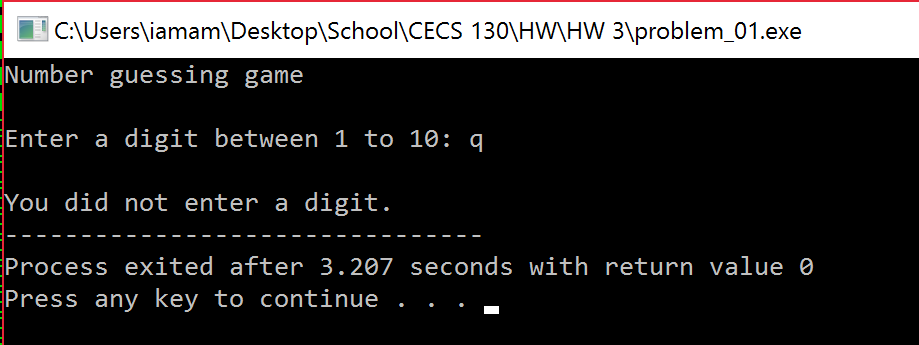 C:\Users\iamam\Desktop\School\CECS 130\HW\HW 3\problem_01.exe
Number guessing game
Enter a digit between 1 to 10: q
You did not enter a digit.
--------------------------------
Process exited after 3.207 seconds with return value 0
Press any key to continue . . .